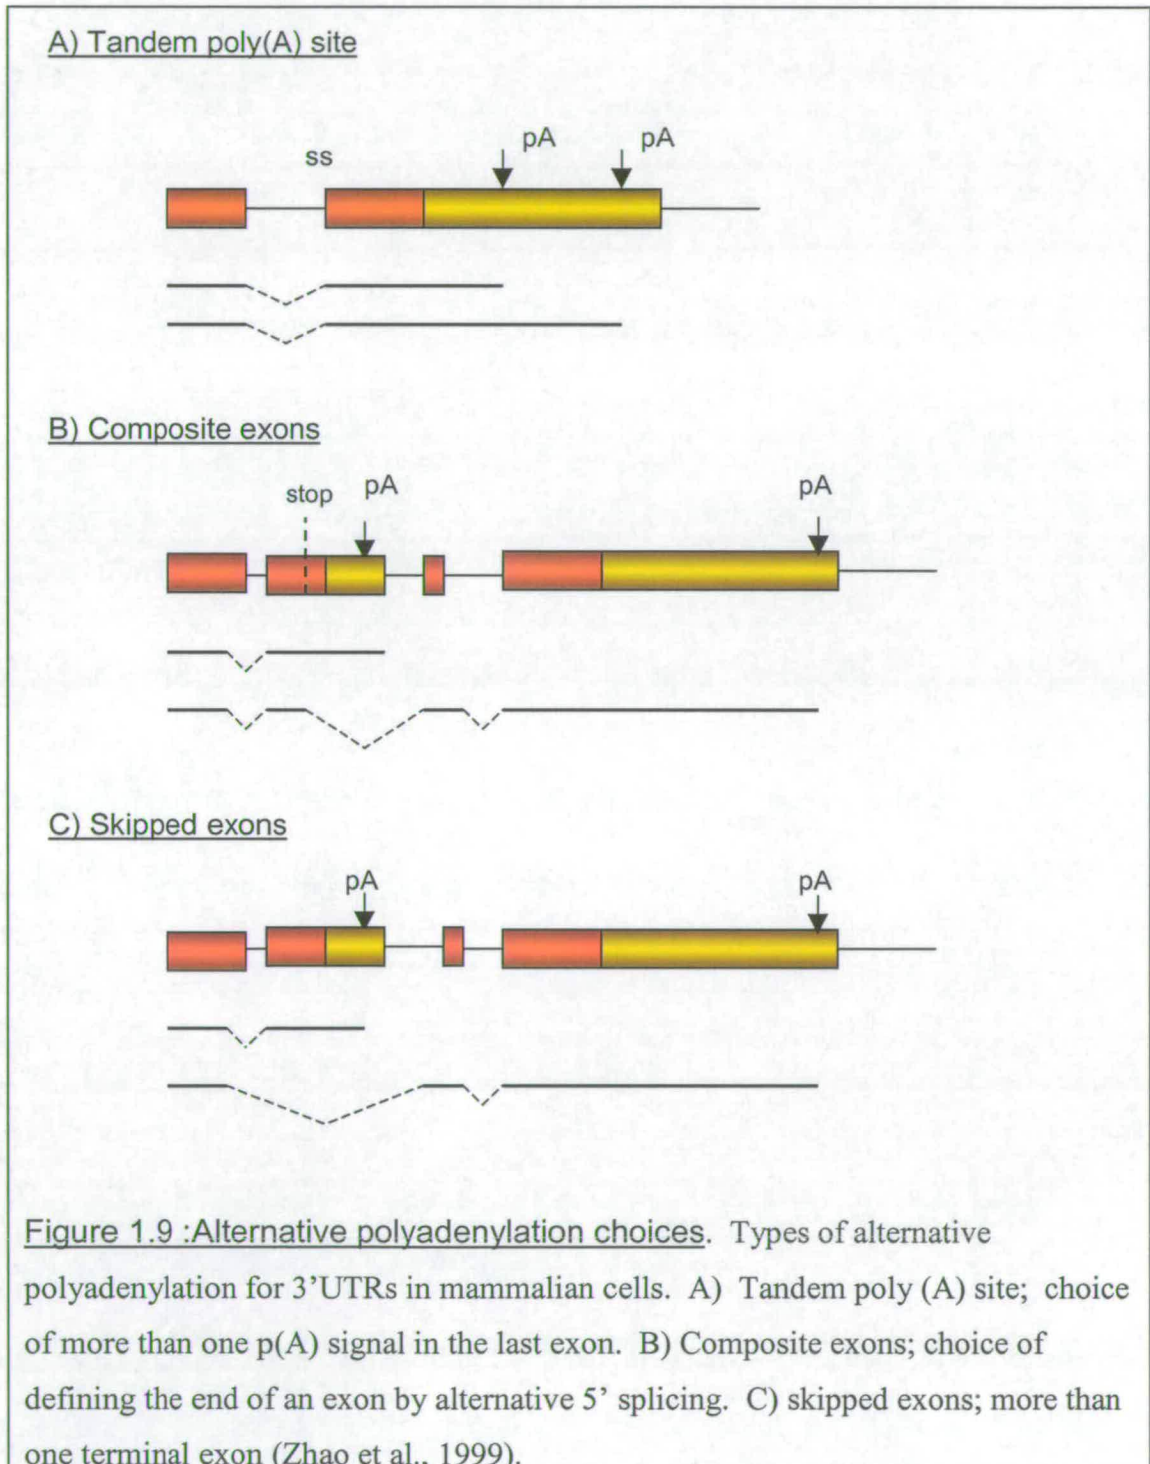 A) Tandem poly(A) site
pA pA
ss
B) Composite exons
stop pA pA
C) Skipped exons
pA pA
Figure 1.9 :Alternative polyadenylation choices. Types of alternative
polyadenylation for 3’UTRs in mammalian cells. A) Tandem poly (A) site; choice
of more than one p(A) signal in the last exon. B) Composite exons; choice of
defining the end of an exon by alternative 5’ splicing. C) skipped exons; more than
one terminal exon (Zhao et al., 1999).